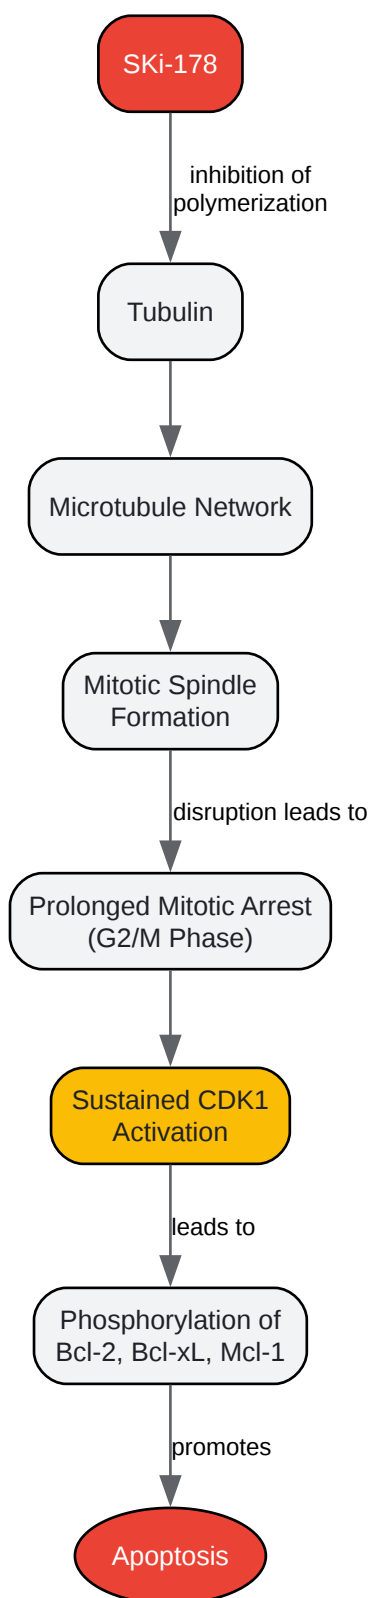 SKi-178
inhibition of
polymerization
Tubulin
Microtubule Network
Mitotic Spindle
Formation
disruption leads to
Prolonged Mitotic Arrest
(G2/M Phase)
Sustained CDK1
Activation
leads to
Phosphorylation of
Bcl-2, Bcl-xL, Mcl-1
promotes
Apoptosis